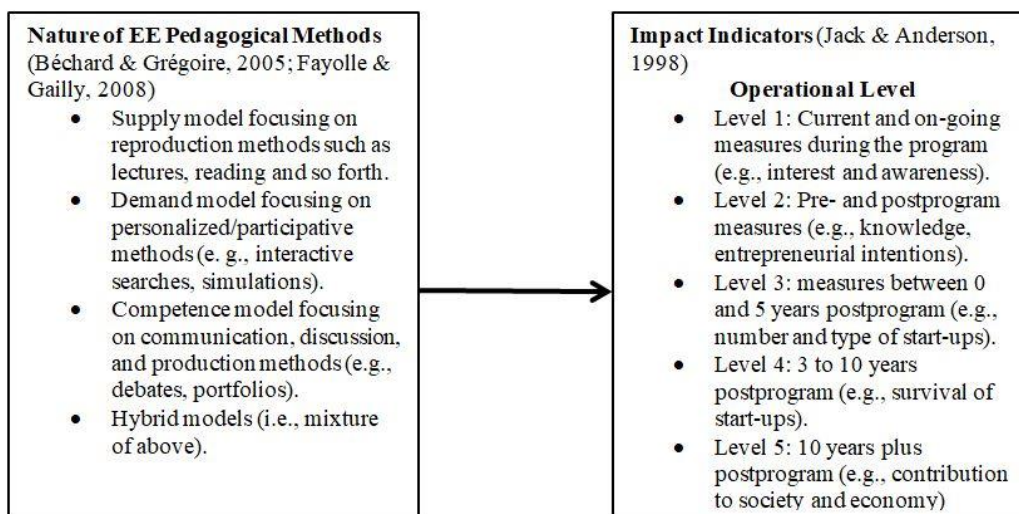 Nature of EE Pedagogical Methods
(Béchard & Grégoire, 2005; Fayolle &
Gailly, 2008)
• Supply model focusing on
reproduction methods such as
lectures, reading and so forth.
• Demand model focusing on
personalized/participative
methods (e. g., interactive
searches, simulations).
• Competence model focusing
on communication, discussion,
and production methods (e.g.,
debates, portfolios).
• Hybrid models (i.e., mixture
of above).
Impact Indicators (Jack & Anderson,
1998)
Operational Level
• Level 1: Current and on-going
measures during the program
(e.g., interest and awareness).
• Level 2: Pre- and postprogram
measures (e.g., knowledge,
entrepreneurial intentions).
• Level 3: measures between 0
and 5 years postprogram (e.g.,
number and type of start-ups).
• Level 4: 3 to 10 years
postprogram (e.g., survival of
start-ups).
• Level 5: 10 years plus
postprogram (e.g., contribution
to society and economy)